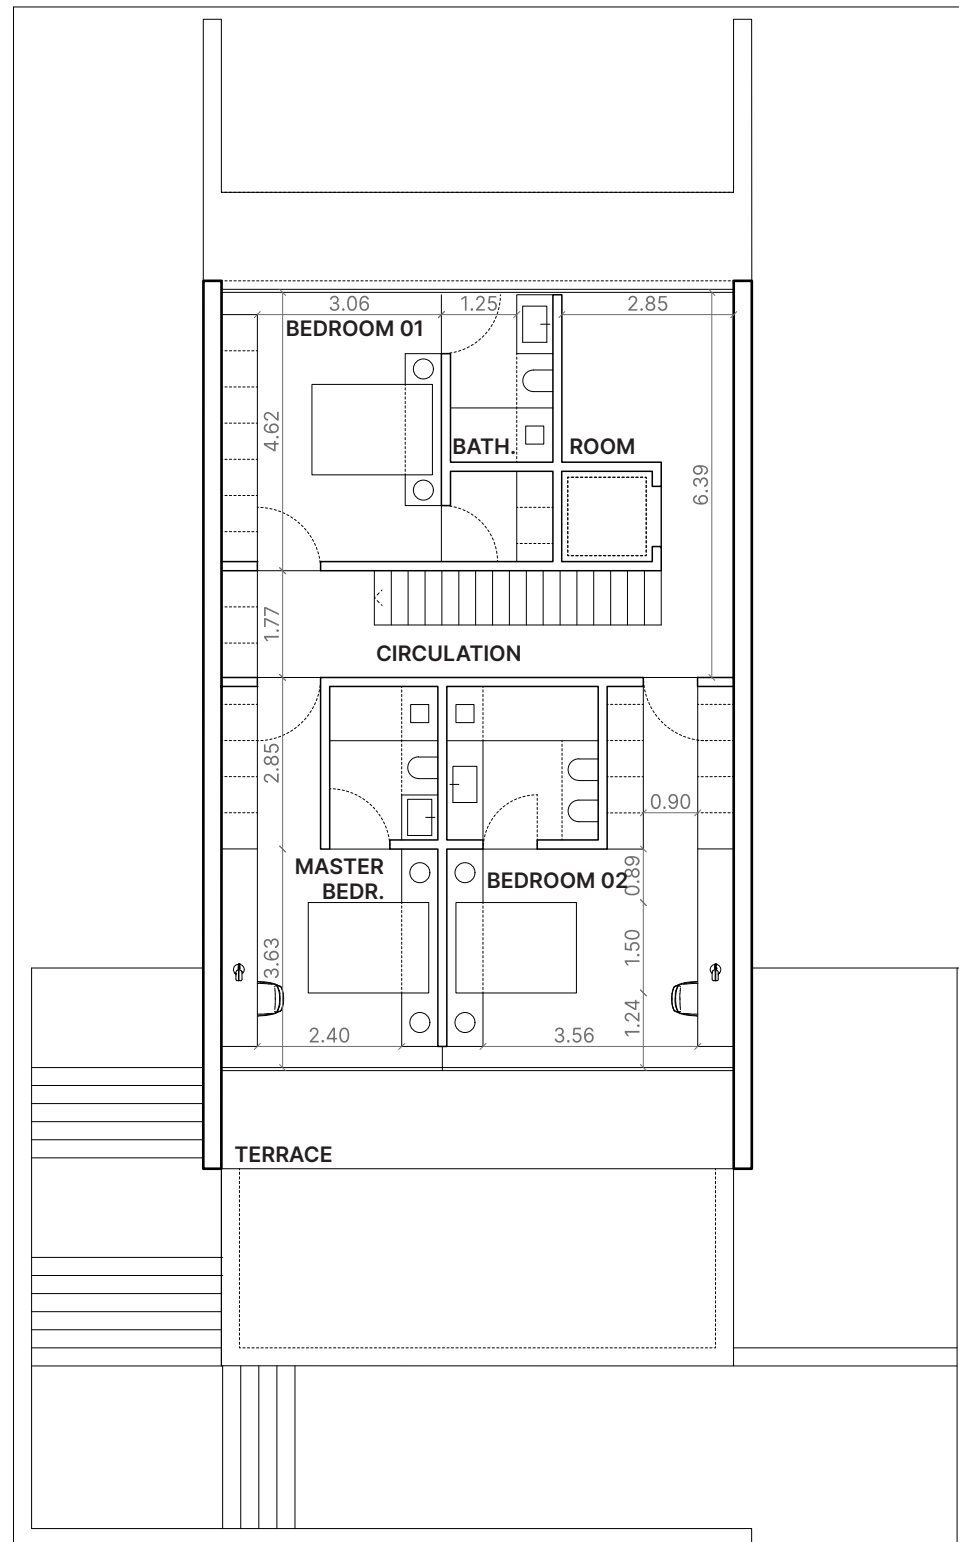 3.06
1.25
2.85
BEDROOM 01
4.62
BATH.
ROOM
6.39
1.77
CIRCULATION
2.85
0.90
MASTER
BEDR.
BEDROOM 02
0.89
3.63
1.50
1.24
2.40
3.56
TERRACE